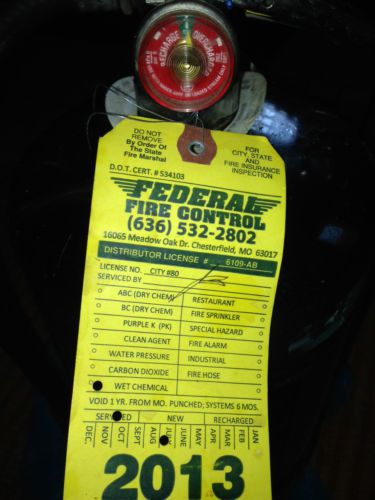 RECHARGE OVERCHARGED
DO NOT
REMOVE
By Order Of
The State
Fire Marshal
FOR
CITY, STATE
AND
FIRE INSURANCE
INSPECTION
D.O.T. CERT. # 534103
FEDERAL
FIRE CONTROL
(636) 532-2802
16065 Meadow Oak Dr. Chesterfield, MO 63017
DISTRIBUTOR LICENSE # 6109-AB
LICENSE NO. CITY #80
SERVICED BY
ABC (DRY CHEM) RESTAURANT
BC (DRY CHEM) FIRE SPRINKLER
PURPLE K (PK) SPECIAL HAZARD
CLEAN AGENT FIRE ALARM
WATER PRESSURE INDUSTRIAL
CARBON DIOXIDE FIRE HOSE
WET CHEMICAL
VOID 1 YR. FROM MO. PUNCHED; SYSTEMS 6 MOS.
SERVICED NEW RECHARGED
DEC. NOV OCT SEPT AUG JULY JUNE MAY APR MAR FEB JAN
2013